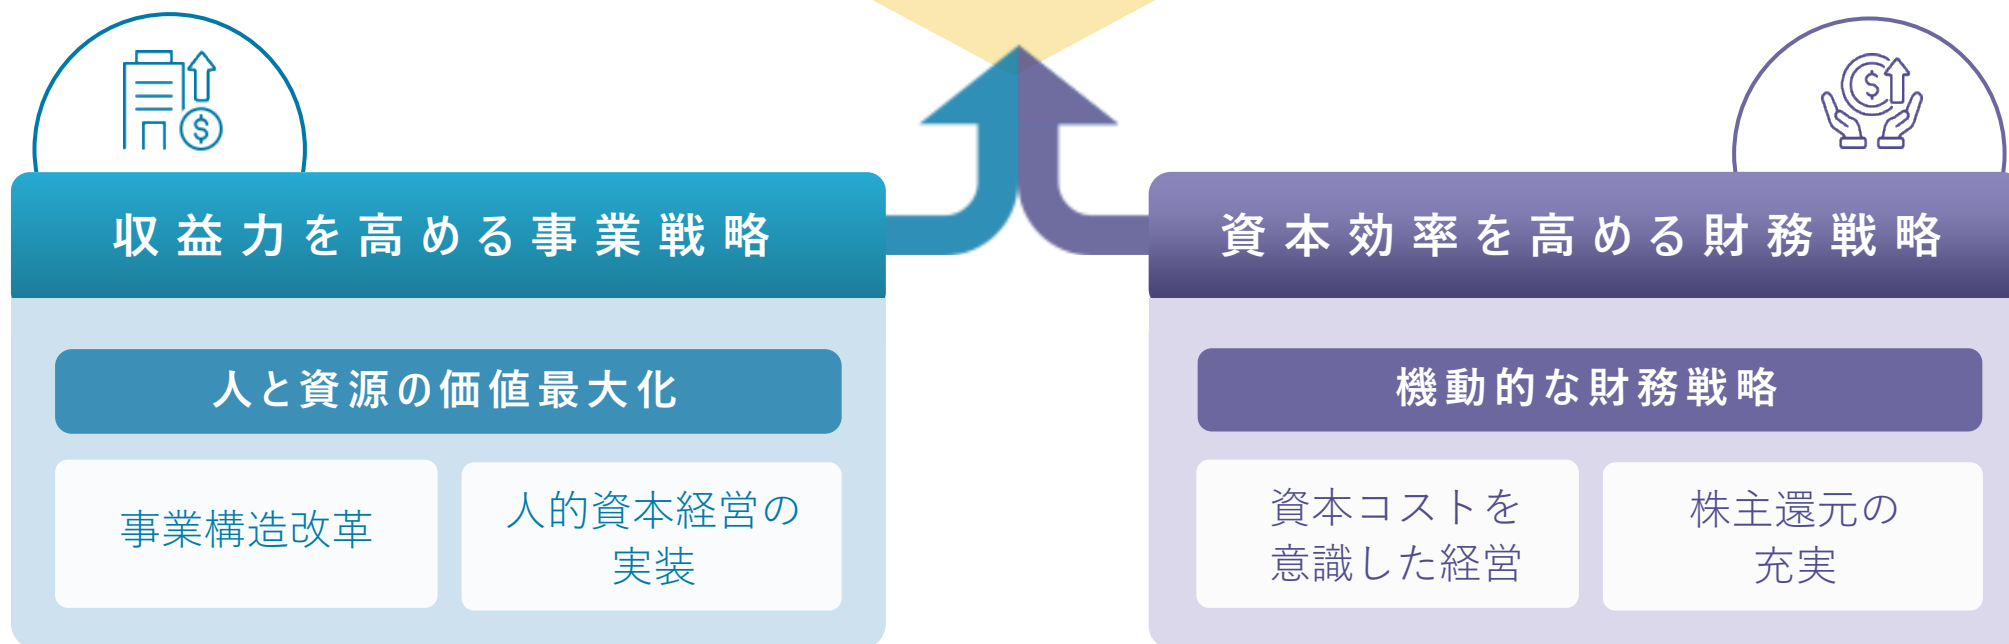 収益力を高める事業戦略
人と資源の価値最大化
事業構造改革
人的資本経営の
実装
資本効率を高める財務戦略
機動的な財務戦略
資本コストを
意識した経営
株主還元の
充実